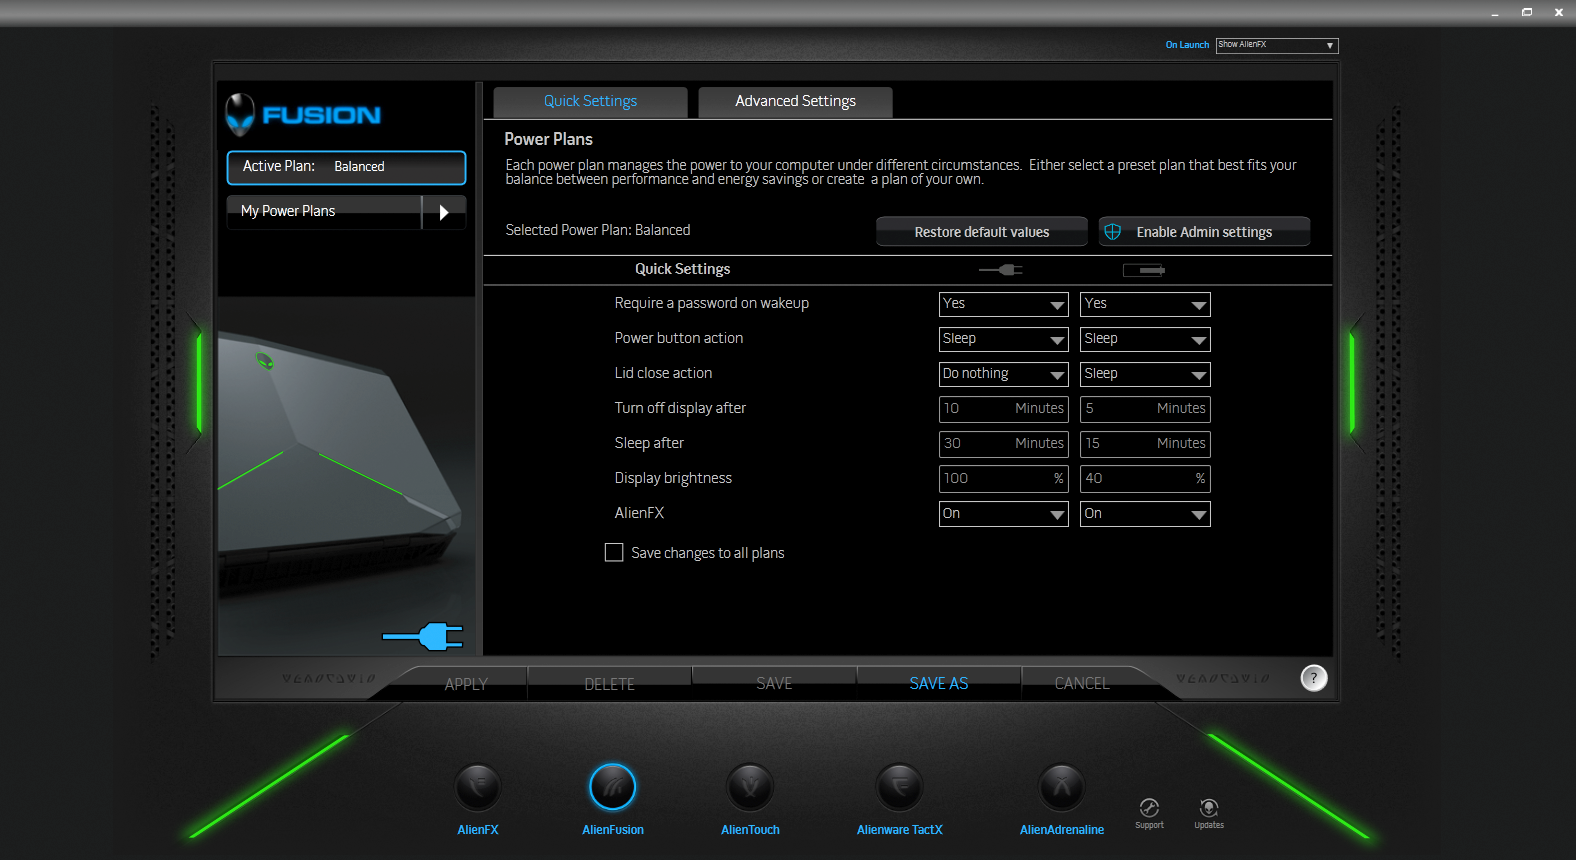 On Launch Show AlienFX
FUSION
Active Plan: Balanced
My Power Plans
Quick Settings Advanced Settings
Power Plans
Each power plan manages the power to your computer under different circumstances. Either select a preset plan that best fits your
balance between performance and energy savings or create a plan of your own.
Selected Power Plan: Balanced
Restore default values Enable Admin settings
Quick Settings
Require a password on wakeup Yes Yes
Power button action Sleep Sleep
Lid close action Do nothing Sleep
Turn off display after 10 Minutes 5 Minutes
Sleep after 30 Minutes 15 Minutes
Display brightness 100 % 40 %
AlienFX On On
Save changes to all plans
APPLY DELETE SAVE SAVE AS CANCEL ?
AlienFX AlienFusion AlienTouch Alienware TactX AlienAdrenaline Support Updates